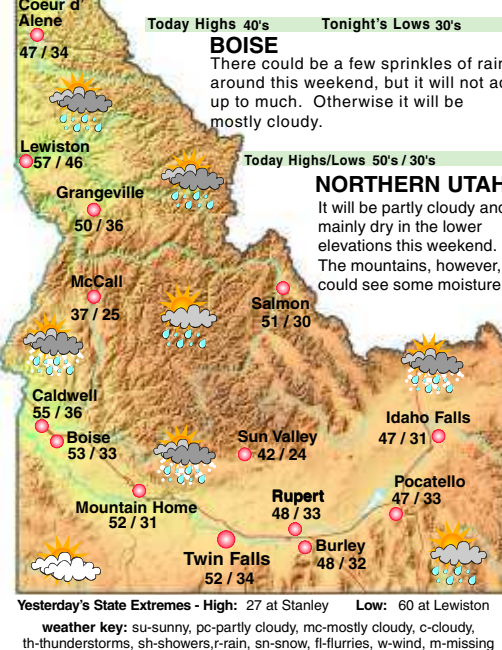 Coeur d'
Alene
47 / 34
Today Highs 40's Tonight's Lows 30's
BOISE
There could be a few sprinkles of rain
around this weekend, but it will not
up to much. Otherwise it will be
mostly cloudy.
Lewiston
57 / 46
Today Highs/Lows 50's / 30's
NORTHERN UTAH
It will be partly cloudy and
mainly dry in the lower
elevations this weekend.
The mountains, however,
could see some moisture
Grangeville
50 / 36
McCall
37 / 25
Salmon
51 / 30
Caldwell
55 / 36
Boise
53 / 33
Sun Valley
42 / 24
Idaho Falls
47 / 31
Mountain Home
52 / 31
Rupert
48 / 33
Pocatello
47 / 33
Twin Falls
52 / 34
Burley
48 / 32
Yesterday's State Extremes - High: 27 at Stanley Low: 60 at Lewiston
weather key: su-sunny, pc-partly cloudy, mc-mostly cloudy, c-cloudy,
th-thunderstorms, sh-showers,r-rain, sn-snow, fl-flurries, w-wind, m-missing